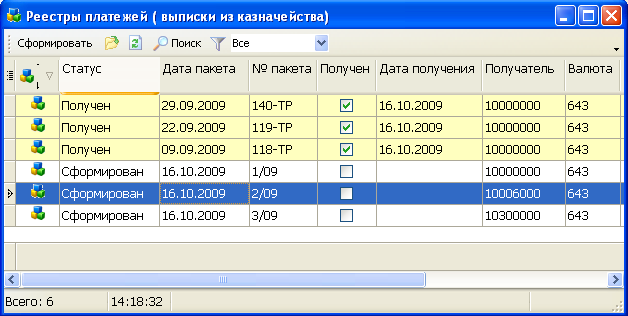 Реестры платежей ( выписки из казначейства)
Сформировать Поиск Все
Статус Дата пакета № пакета Получен Дата получения Получатель Валюта
Получен 29.09.2009 140-ТР 16.10.2009 10000000 643
Получен 22.09.2009 119-ТР 16.10.2009 10000000 643
Получен 09.09.2009 118-ТР 16.10.2009 10000000 643
Сформирован 16.10.2009 1/09 10000000 643
Сформирован 16.10.2009 2/09 10006000 643
Сформирован 16.10.2009 3/09 10300000 643
Всего: 6 14:18:32